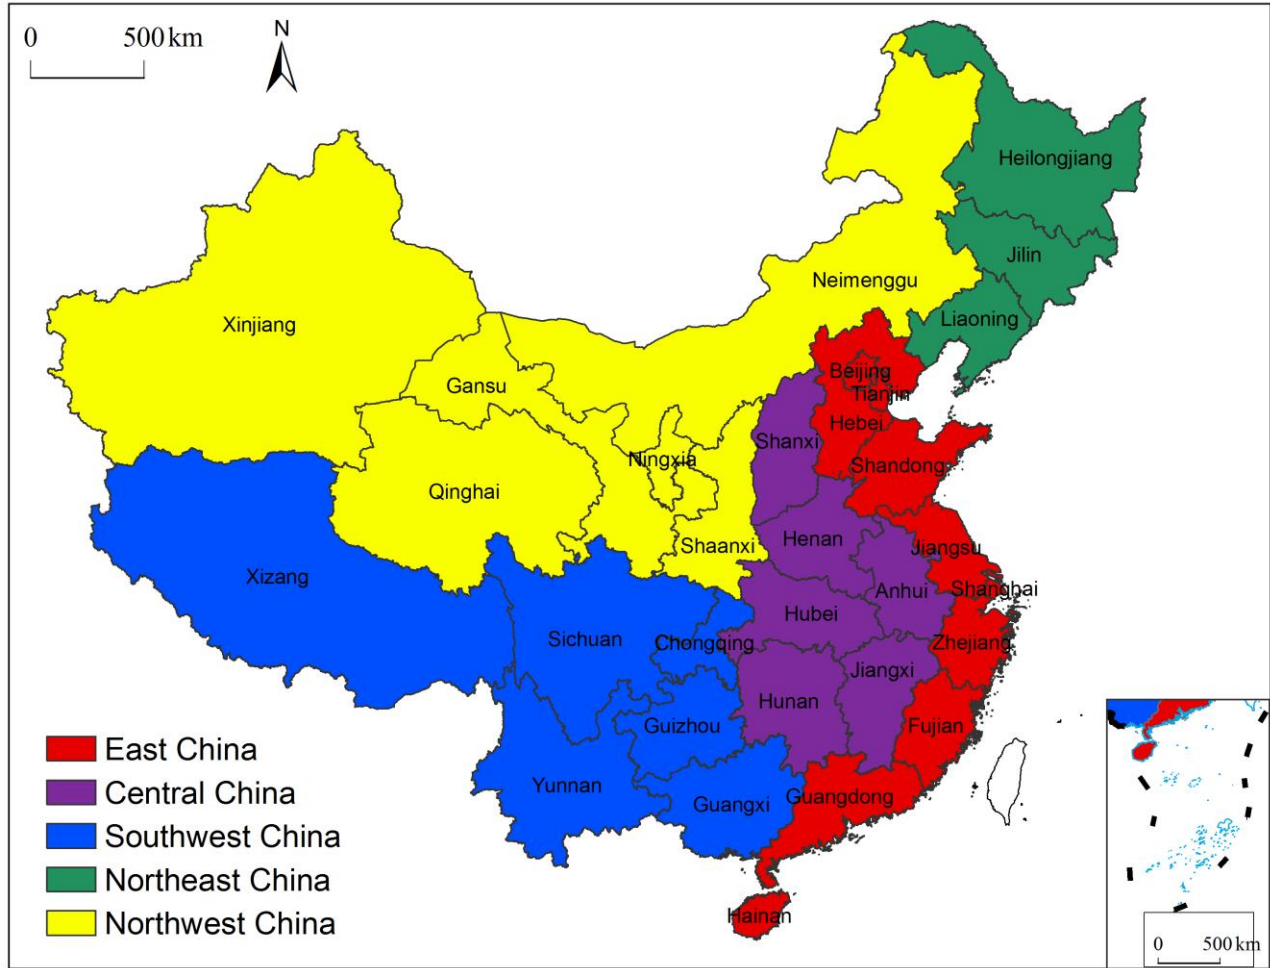 0 500 km
N
Heilongjiang
Jilin
Neimenggu
Liaoning
Xinjiang
Beijing
Gansu
Tianjin
Hebei
Shanxi
Ningxia
Shandong
Qinghai
Henan
Shaanxi
Jiangsu
Xizang
Anhui
Shanghai
Hubei
Sichuan
Chongqing
Zhejiang
Jiangxi
Hunan
Guizhou
Fujian
Yunnan
Guangxi
Guangdong
Hainan
East China
Central China
Southwest China
Northeast China
Northwest China
0 500 km